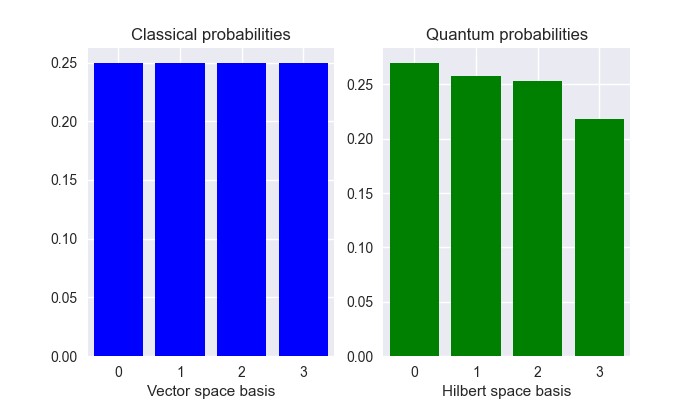 Classical probabilities
0.25
0.20
0.15
0.10
0.05
0.00
0 1 2 3
Vector space basis
Quantum probabilities
0.25
0.20
0.15
0.10
0.05
0.00
0 1 2 3
Hilbert space basis